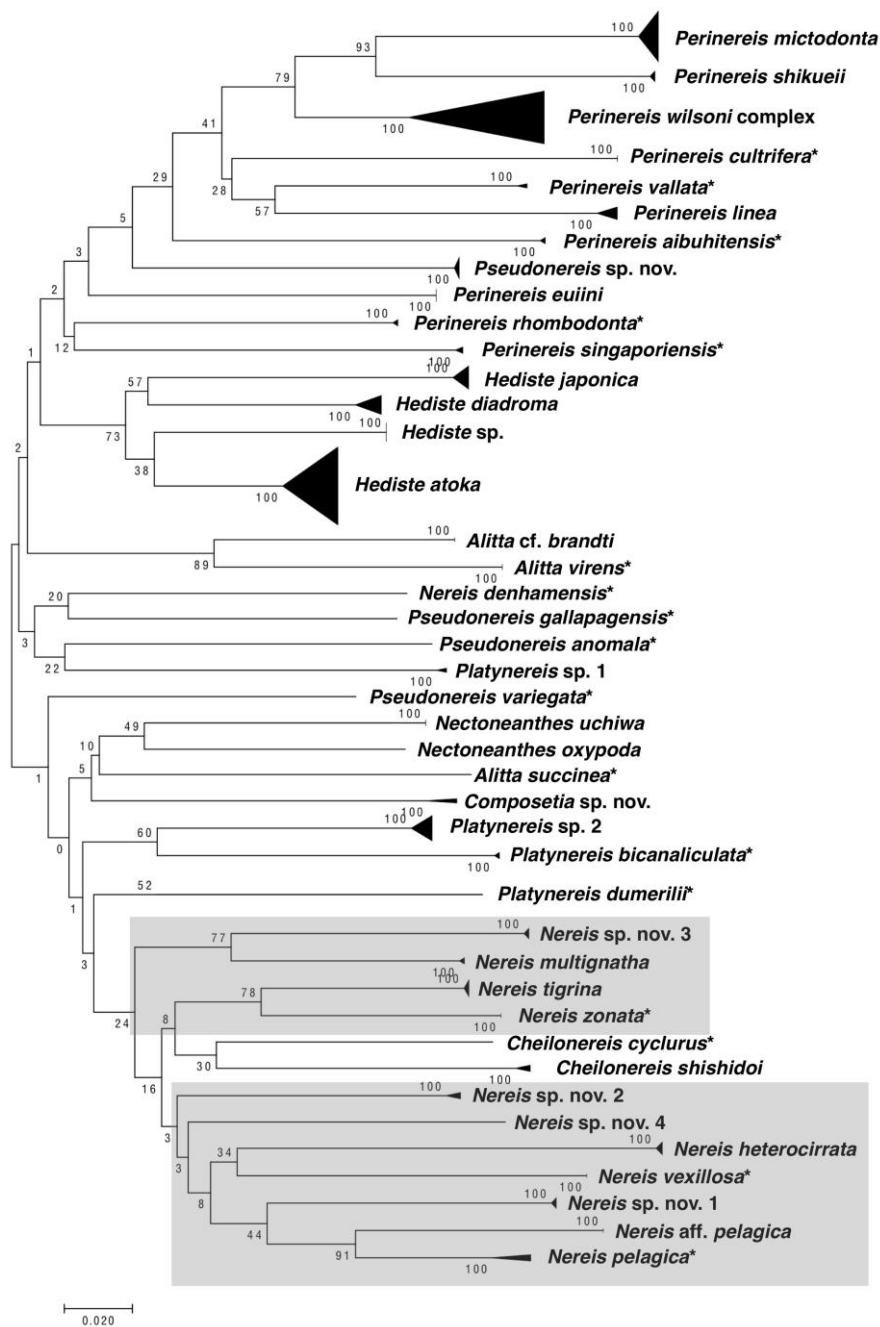 100 Perinereis mictodonta
93
79
100 Perinereis shikueii
100 Perinereis wilsoni complex
41
100 Perinereis cultrifera*
28
100 Perinereis vallata*
57
100 Perinereis linea
29
100 Perinereis aibuhitensis*
5
100 Pseudonereis sp. nov.
3
100 Perinereis euiini
2
100 Perinereis rhombodonta*
12
100 Perinereis singaporiensis*
1
100 Hediste japonica
57
100 Hediste diadroma
73
100 Hediste sp.
38
100 Hediste atoka
2
100 Alitta cf. brandti
89
100 Alitta virens*
20 Nereis denhamensis*
3
Pseudonereis gallapagensis*
Pseudonereis anomala*
22
100 Platynereis sp. 1
Pseudonereis variegata*
1
100 Nectoneanthes uchiwa
49
10
Nectoneanthes oxypoda
5
Alitta succinea*
100 Composetia sp. nov.
0
100 Platynereis sp. 2
60
100 Platynereis bicanaliculata*
1
52 Platynereis dumerilii*
3
100 Nereis sp. nov. 3
77
100 Nereis multignatha
24
100 Nereis tigrina
78
8
100 Nereis zonata*
Cheilonereis cyclurus*
30
100 Cheilonereis shishidoi
16
100 Nereis sp. nov. 2
3
Nereis sp. nov. 4
3
100 Nereis heterocirrata
34
100 Nereis vexillosa*
8
100 Nereis sp. nov. 1
44
100 Nereis aff. pelagica
91
100 Nereis pelagica*
0.020